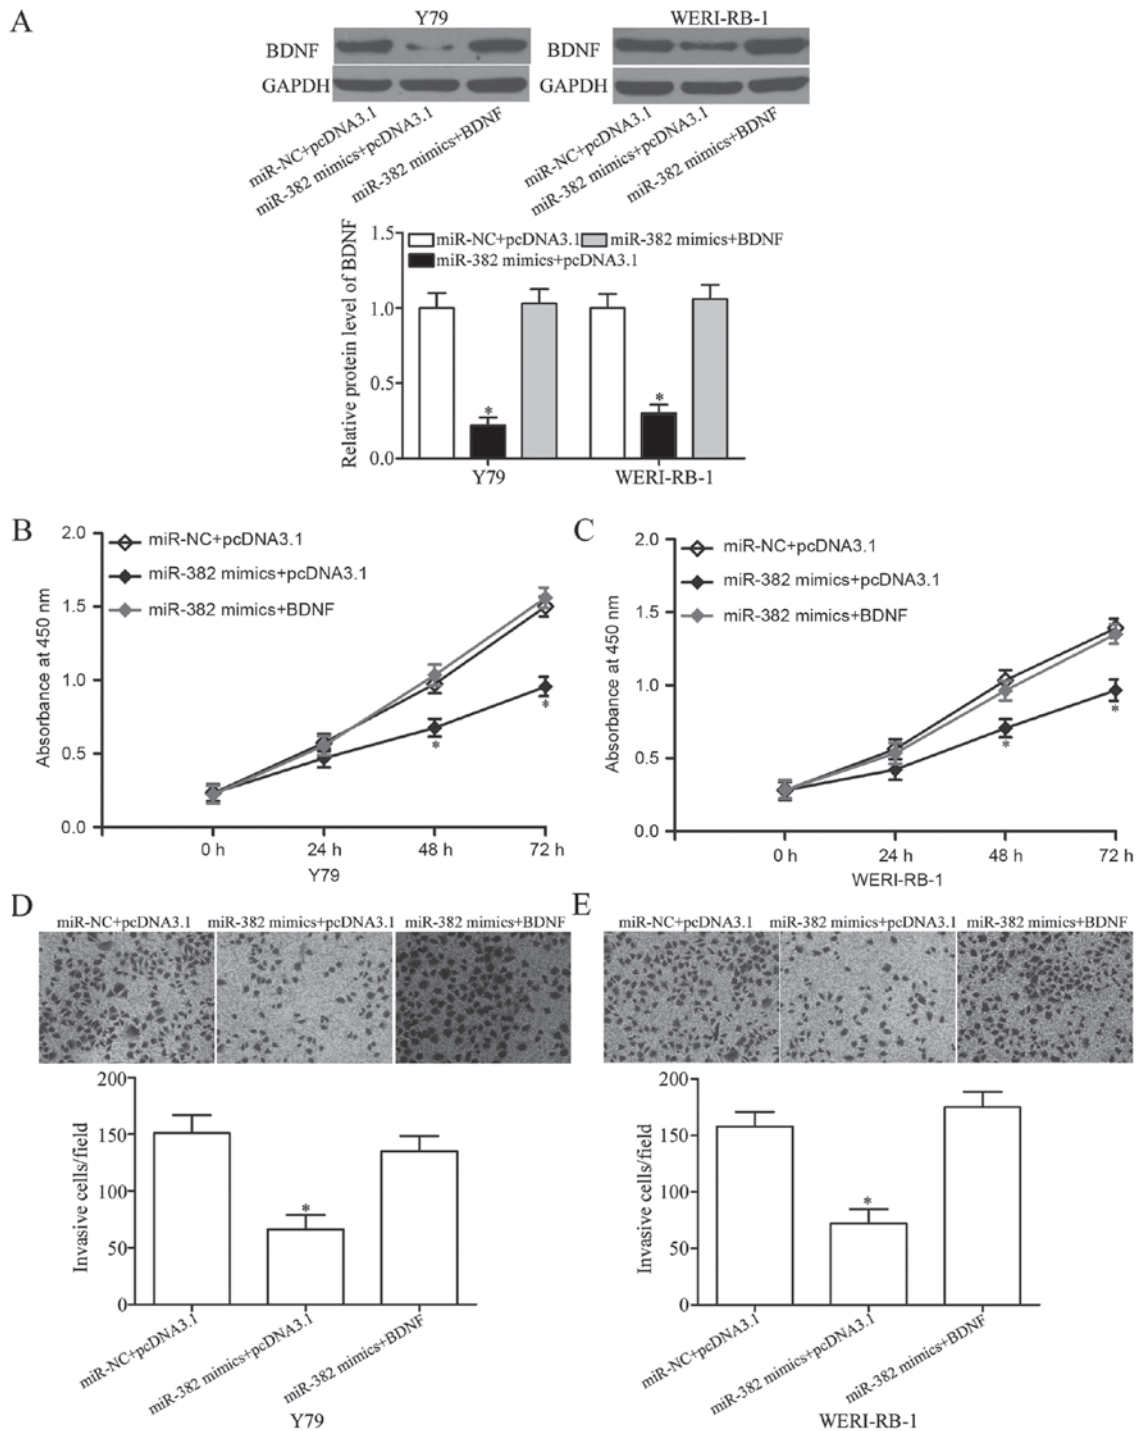 A
Y79
WERI-RB-1
BDNF
BDNF
GAPDH
GAPDH
miR-NC+pcDNA3.1
miR-382 mimics+pcDNA3.1
miR-382 mimics+BDNF
miR-NC+pcDNA3.1
miR-382 mimics+pcDNA3.1
miR-382 mimics+BDNF
Relative protein level of BDNF
1.5
1.0
0.5
0.0
miR-NC+pcDNA3.1
miR-382 mimics+BDNF
miR-382 mimics+pcDNA3.1
*
*
Y79
WERI-RB-1
B
Absorbance at 450 nm
2.0
1.5
1.0
0.5
0.0
miR-NC+pcDNA3.1
miR-382 mimics+pcDNA3.1
miR-382 mimics+BDNF
*
*
0 h
24 h
48 h
72 h
Y79
C
Absorbance at 450 nm
2.0
1.5
1.0
0.5
0.0
miR-NC+pcDNA3.1
miR-382 mimics+pcDNA3.1
miR-382 mimics+BDNF
*
*
0 h
24 h
48 h
72 h
WERI-RB-1
D
miR-NC+pcDNA3.1
miR-382 mimics+pcDNA3.1
miR-382 mimics+BDNF
Invasive cells/field
200
150
100
50
0
*
miR-NC+pcDNA3.1
miR-382 mimics+pcDNA3.1
miR-382 mimics+BDNF
Y79
E
miR-NC+pcDNA3.1
miR-382 mimics+pcDNA3.1
miR-382 mimics+BDNF
Invasive cells/field
200
150
100
50
0
*
miR-NC+pcDNA3.1
miR-382 mimics+pcDNA3.1
miR-382 mimics+BDNF
WERI-RB-1